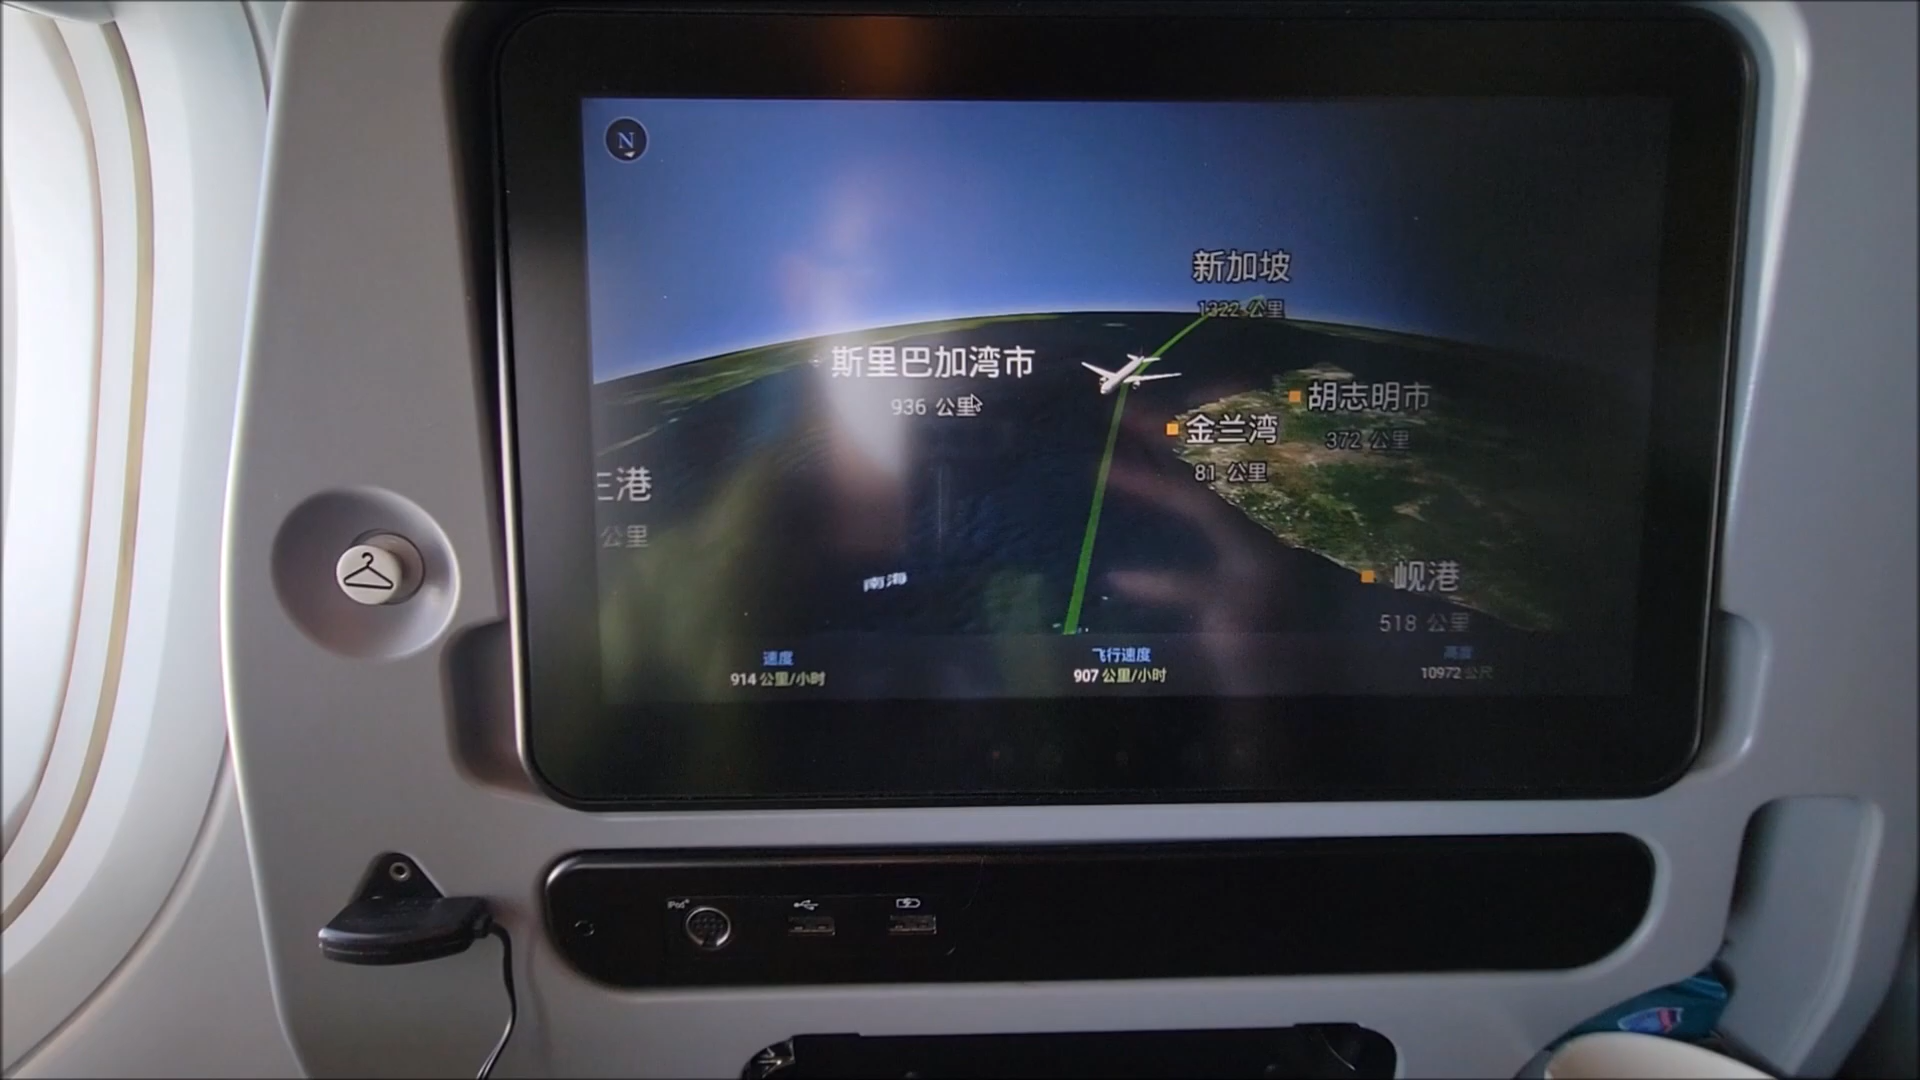 N
新加坡
1322 公里
斯里巴加湾市
936 公里
胡志明市
372 公里
金兰湾
81 公里
港
公里
南海
岘港
518 公里
速度
914 公里/小时
飞行速度
907 公里/小时
高度
10972 公尺
iPod